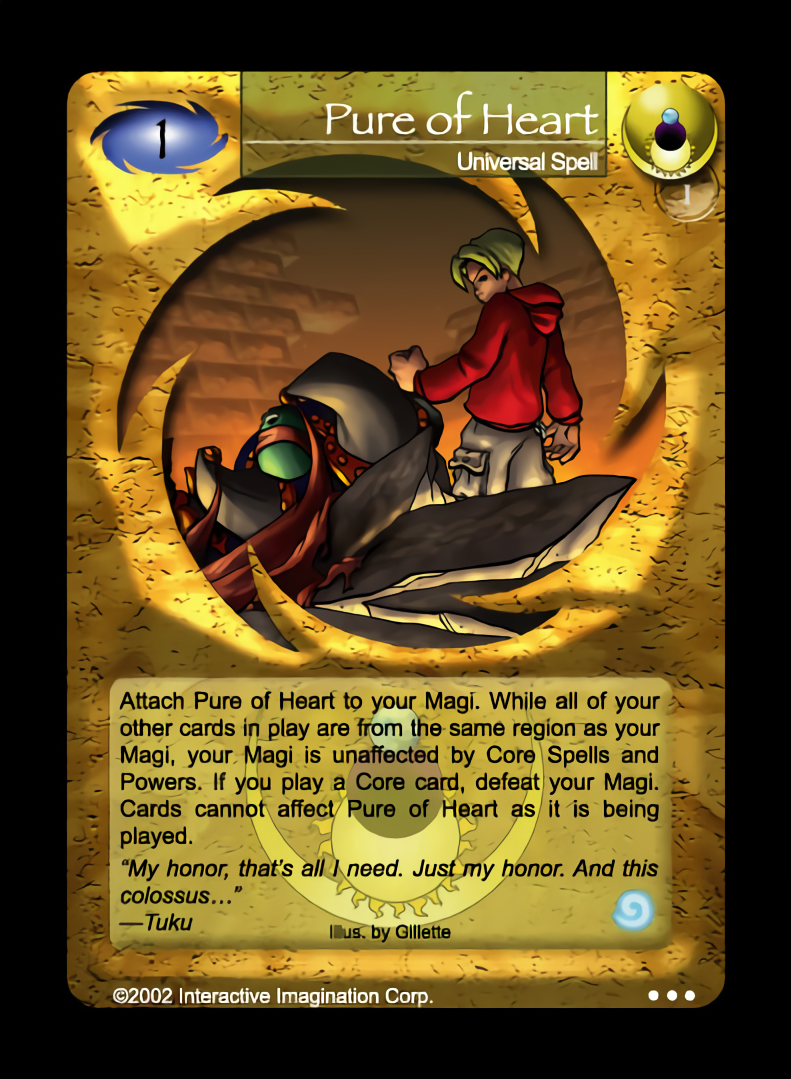 1
Pure of Heart
Universal Spell
1
Attach Pure of Heart to your Magi. While all of your
other cards in play are from the same region as your
Magi, your Magi is unaffected by Core Spells and
Powers. If you play a Core card, defeat your Magi.
Cards cannot affect Pure of Heart as it is being
played.
“My honor, that’s all I need. Just my honor. And this
colossus…”
—Tuku
Illus. by Gillette
©2002 Interactive Imagination Corp.